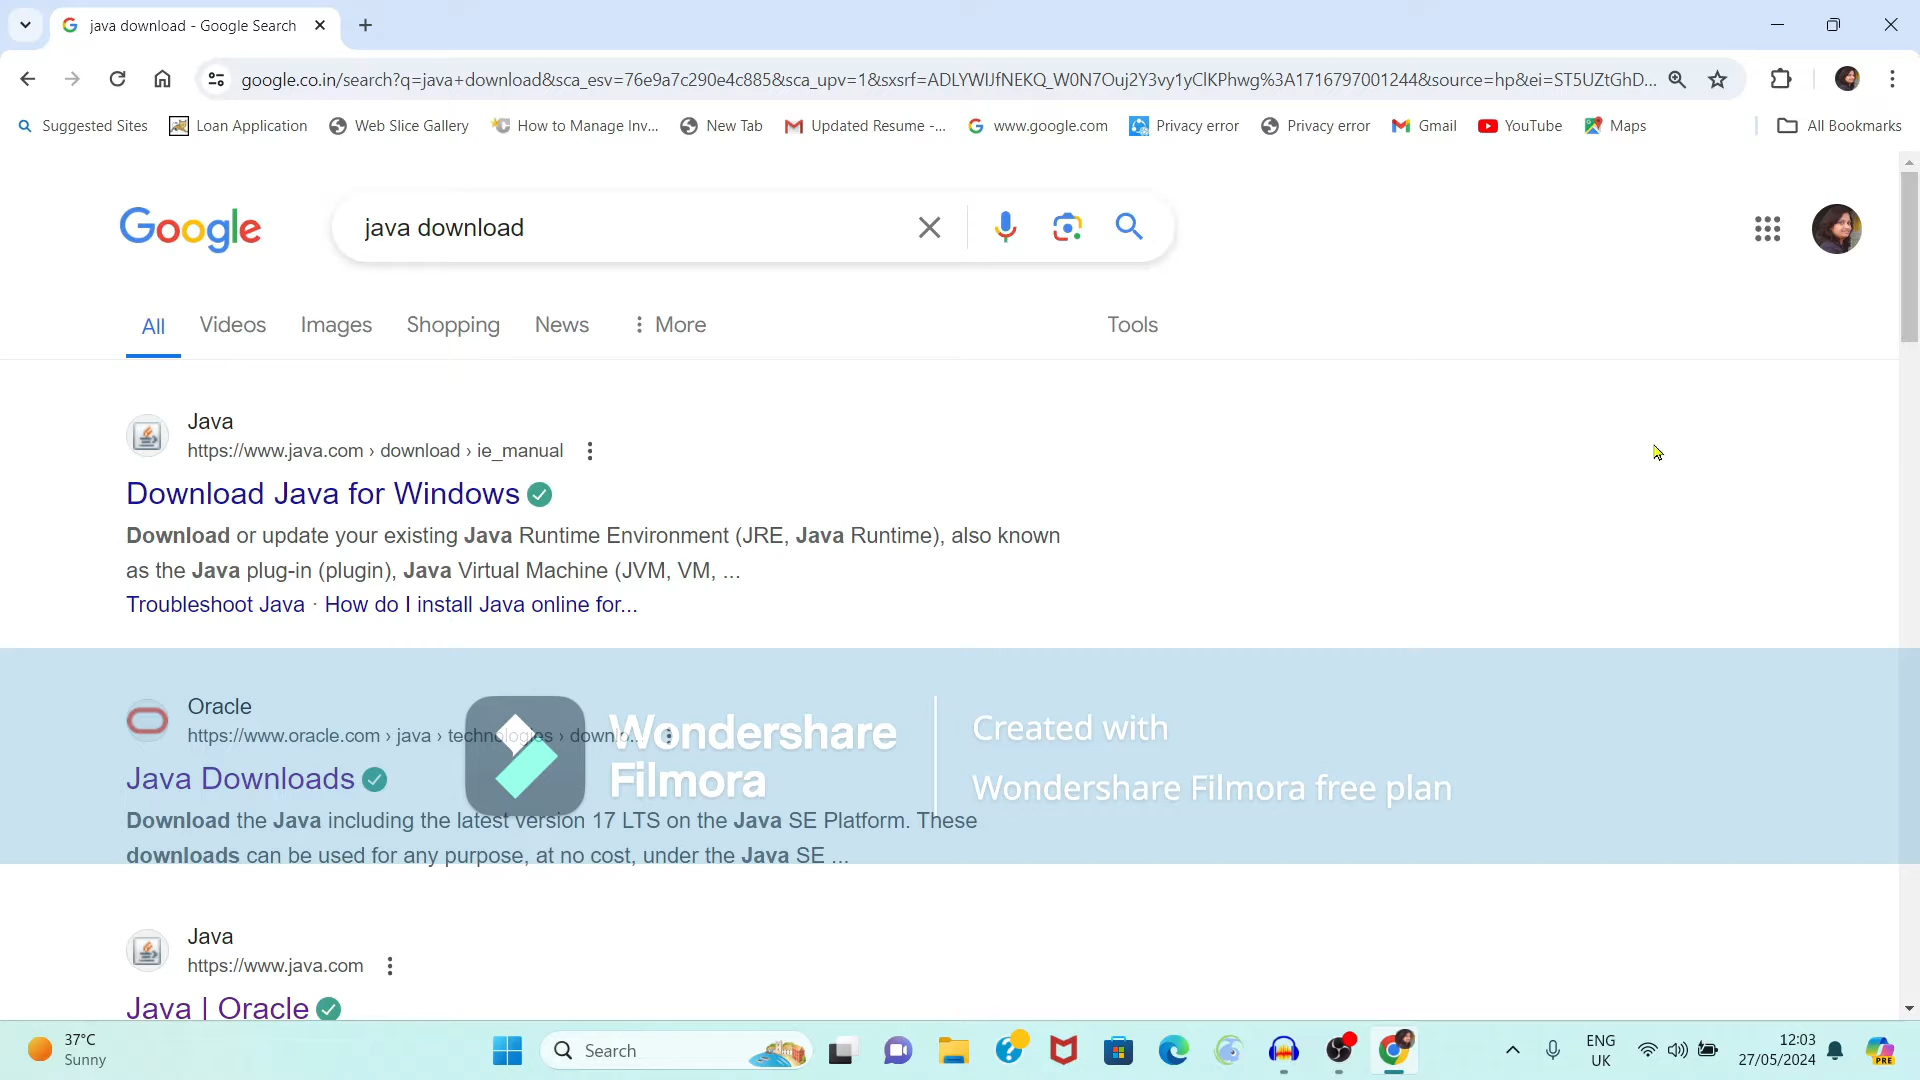 java download - Google Search
google.co.in/search?q=java+download&sca_esv=76e9a7c290e4c885&sca_upv=1&sxsrf=ADLYWIJfNEKQ_W0N7Ouj2Y3vy1yClKPhwg%3A1716797001244&source=hp&ei=ST5UZtGhD...
Suggested Sites Loan Application Web Slice Gallery How to Manage Inv... New Tab Updated Resume -... www.google.com Privacy error Privacy error Gmail YouTube Maps All Bookmarks
Google java download
All Videos Images Shopping News More Tools
Java
https://www.java.com › download › ie_manual
Download Java for Windows
Download or update your existing Java Runtime Environment (JRE, Java Runtime), also known
as the Java plug-in (plugin), Java Virtual Machine (JVM, VM, ...
Troubleshoot Java · How do I install Java online for...
Oracle
https://www.oracle.com › java › technologies › downlo...
Java Downloads
Wondershare
Filmora
Created with
Wondershare Filmora free plan
Download the Java including the latest version 17 LTS on the Java SE Platform. These
downloads can be used for any purpose, at no cost, under the Java SE ...
Java
https://www.java.com
Java | Oracle
37°C
Sunny
Search
ENG
UK
12:03
27/05/2024
PRE